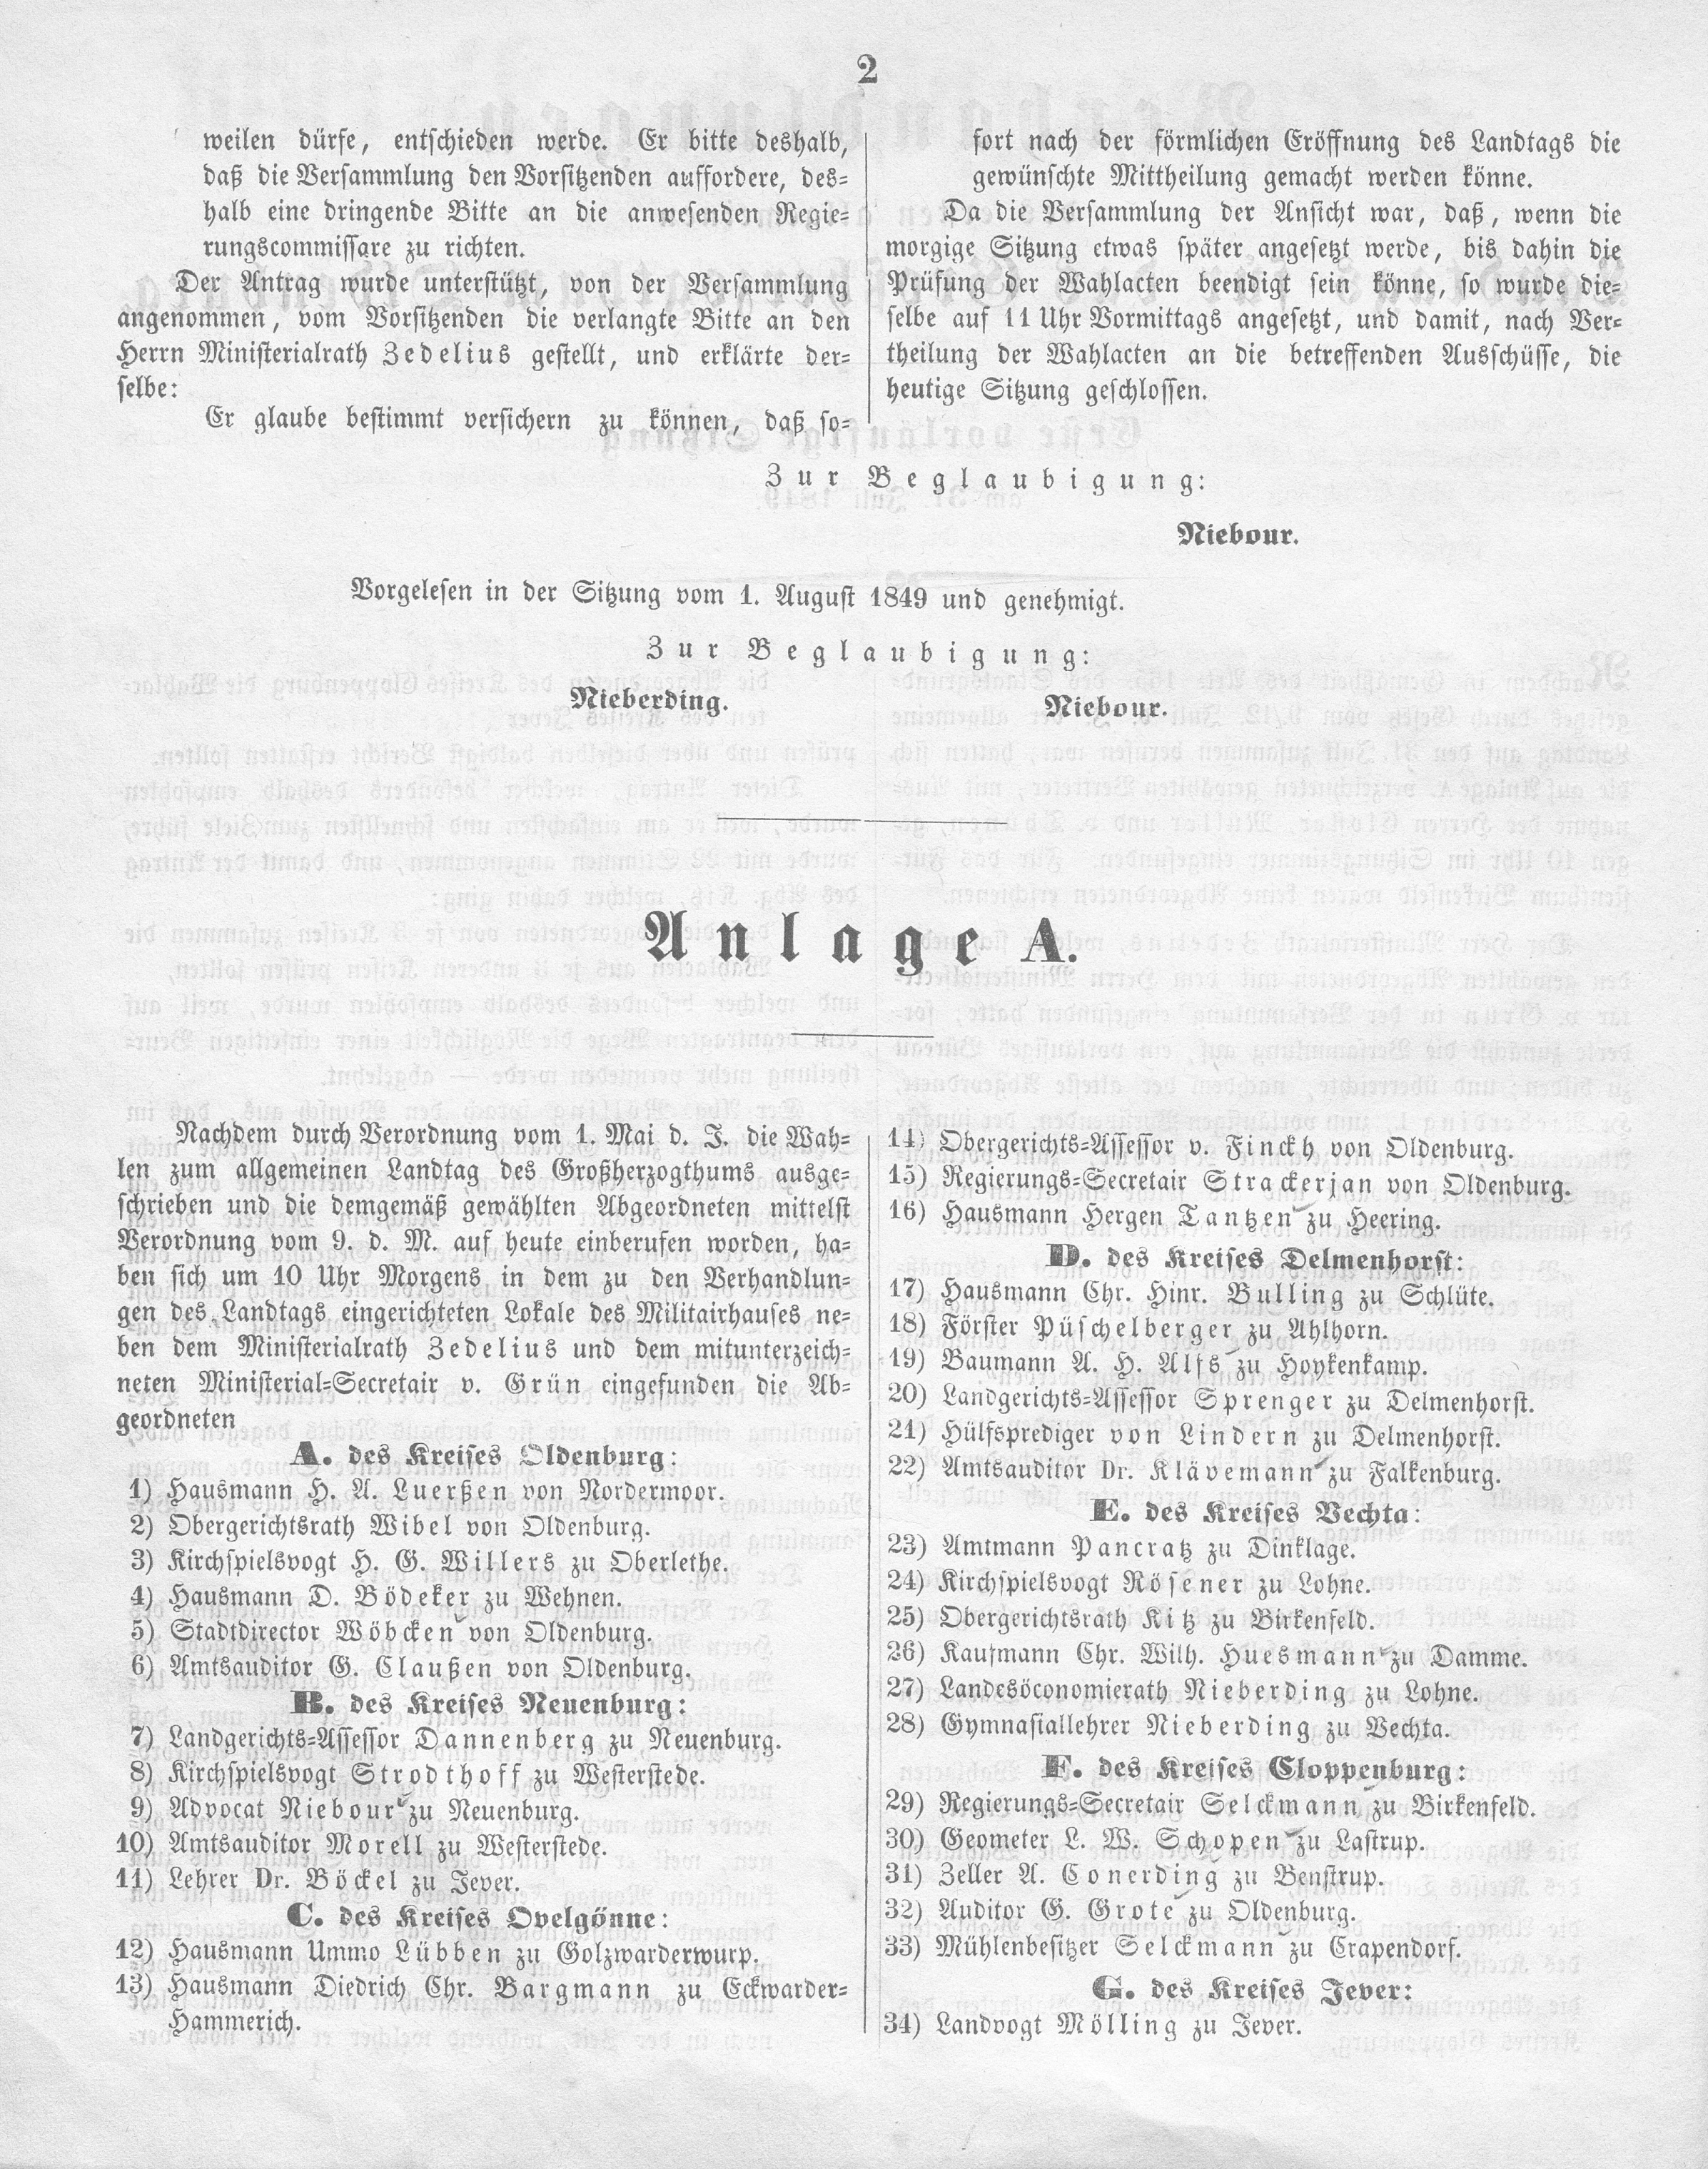 2
weilen dürfe, entschieden werde. Er bitte deshalb,
daß die Versammlung den Vorsitzenden auffordere, des-
halb eine dringende Bitte an die anwesenden Regie-
rungscommissare zu richten.
Der Antrag wurde unterstützt, von der Versammlung
angenommen, vom Vorsitzenden die verlangte Bitte an den
Herrn Ministerialrath Zedelius gestellt, und erklärte der-
selbe:
Er glaube bestimmt versichern zu können, daß so-
fort nach der förmlichen Eröffnung des Landtags die
gewünschte Mittheilung gemacht werden könne.
Da die Versammlung der Ansicht war, daß, wenn die
morgige Sitzung etwas später angesetzt werde, bis dahin die
Prüfung der Wahlacten beendigt sein könne, so wurde die-
selbe auf 11 Uhr Vormittags angesetzt, und damit, nach Ver-
theilung der Wahlacten an die betreffenden Ausschüsse, die
heutige Sitzung geschlossen.
Zur Beglaubigung:
Niebour.
Vorgelesen in der Sitzung vom 1. August 1849 und genehmigt.
Zur Beglaubigung:
Nieberding. Niebour.
Anlage A.
Nachdem durch Verordnung vom 1. Mai d. J. die Wah-
len zum allgemeinen Landtag des Großherzogthums ausge-
schrieben und die demgemäß gewählten Abgeordneten mittelst
Verordnung vom 9. d. M. auf heute einberufen worden, ha-
ben sich um 10 Uhr Morgens in dem zu den Verhandlun-
gen des Landtags eingerichteten Lokale des Militairhauses ne-
ben dem Ministerialrath Zedelius und dem mitunterzeich-
neten Ministerial-Secretair v. Grün eingefunden die Ab-
geordneten
A. des Kreises Oldenburg:
1) Hausmann H. A. Luerßen von Nordermoor.
2) Obergerichtsrath Wibel von Oldenburg.
3) Kirchspielsvogt H. G. Willers zu Oberlethe.
4) Hausmann D. Bödeker zu Wehnen.
5) Stadtdirector Wöbcken von Oldenburg.
6) Amtsauditor G. Claußen von Oldenburg.
B. des Kreises Neuenburg:
7) Landgerichts-Assessor Dannenberg zu Neuenburg.
8) Kirchspielsvogt Strodthoff zu Westerstede.
9) Advocat Niebour zu Neuenburg.
10) Amtsauditor Morell zu Westerstede.
11) Lehrer Dr. Böckel zu Jever.
C. des Kreises Ovelgönne:
12) Hausmann Ummo Lübben zu Golzwarderwurp.
13) Hausmann Diedrich Chr. Bargmann zu Eckwarder-
Hammerich.
14) Obergerichts-Assessor v. Finckh von Oldenburg.
15) Regierungs-Secretair Strackerjan von Oldenburg.
16) Hausmann Hergen Tantzen zu Heering.
D. des Kreises Delmenhorst:
17) Hausmann Chr. Hinr. Bulling zu Schlüte.
18) Förster Püschelberger zu Ahlhorn.
19) Baumann A. H. Alfs zu Hoykenkamp.
20) Landgerichts-Assessor Sprenger zu Delmenhorst.
21) Hülfsprediger von Lindern zu Delmenhorst.
22) Amtsauditor Dr. Klävemann zu Falkenburg.
E. des Kreises Vechta:
23) Amtmann Pancratz zu Dinklage.
24) Kirchspielsvogt Rösener zu Lohne.
25) Obergerichtsrath Kitz zu Birkenfeld.
26) Kaufmann Chr. Wilh. Huesmann zu Damme.
27) Landesöconomierath Nieberding zu Lohne.
28) Gymnasiallehrer Nieberding zu Vechta.
F. des Kreises Cloppenburg:
29) Regierungs-Secretair Selckmann zu Birkenfeld.
30) Geometer L. W. Schopen zu Lastrup.
31) Zeller A. Conerding zu Benstrup.
32) Auditor G. Grote zu Oldenburg.
33) Mühlenbesitzer Selckmann zu Crapendorf.
G. des Kreises Jever:
34) Landvogt Mölling zu Jever.